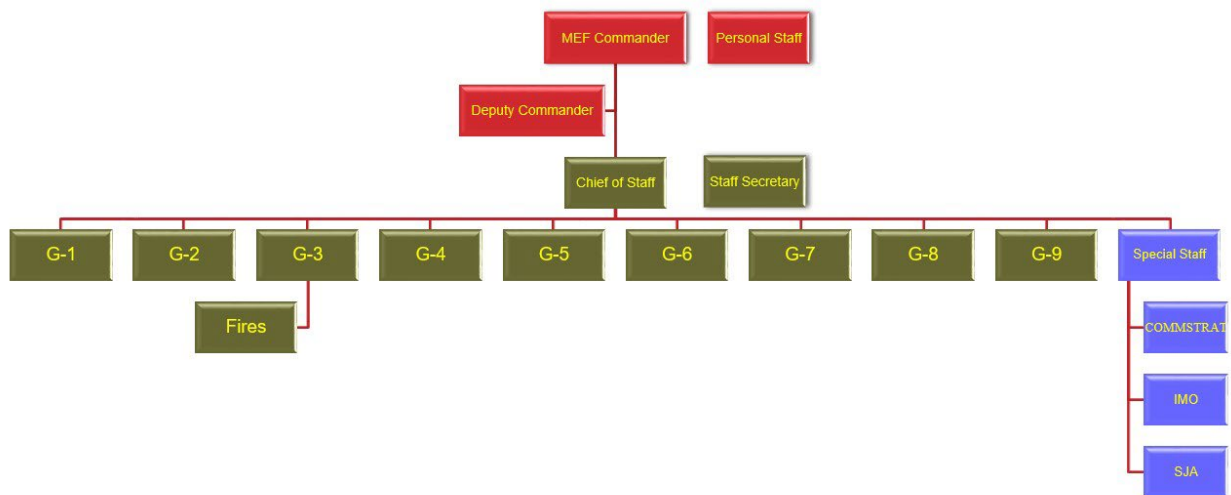 MEF Commander
Personal Staff
Deputy Commander
Chief of Staff
Staff Secretary
G-1
G-2
G-3
G-4
G-5
G-6
G-7
G-8
G-9
Special Staff
Fires
COMMSTRAT
IMO
SJA